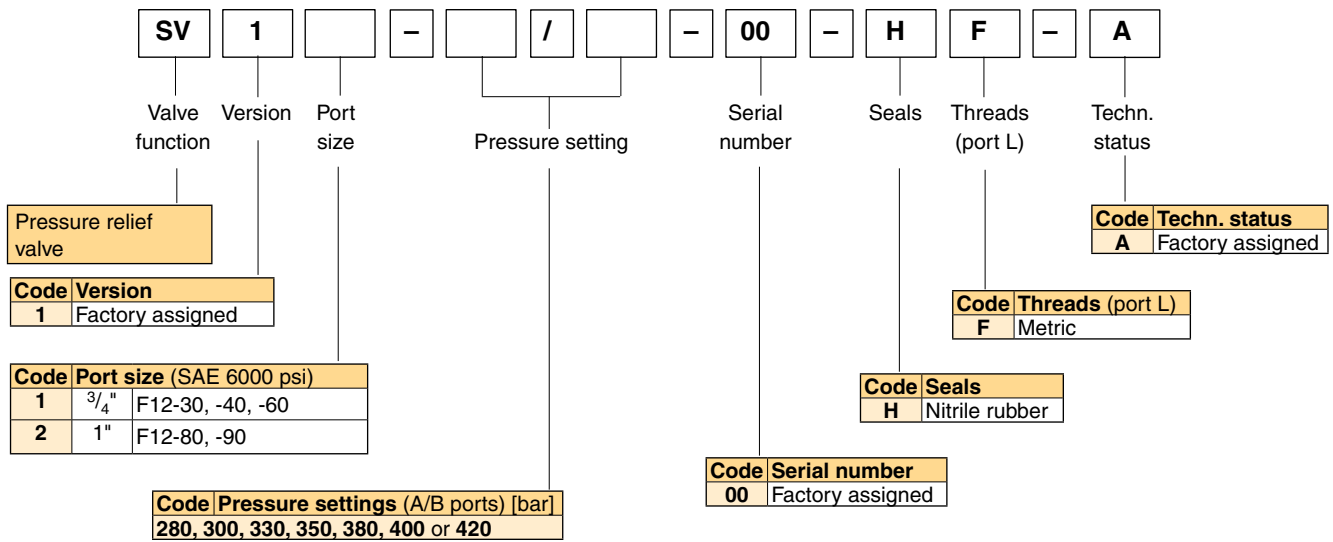 SV 1 – / – 00 – H F – A
Valve function
Version
Port size
Pressure setting
Serial number
Seals
Threads (port L)
Techn. status
Pressure relief valve
Code Version
1 Factory assigned
Code Port size (SAE 6000 psi)
1 3/4" F12-30, -40, -60
2 1" F12-80, -90
Code Pressure settings (A/B ports) [bar]
280, 300, 330, 350, 380, 400 or 420
Code Serial number
00 Factory assigned
Code Seals
H Nitrile rubber
Code Threads (port L)
F Metric
Code Techn. status
A Factory assigned